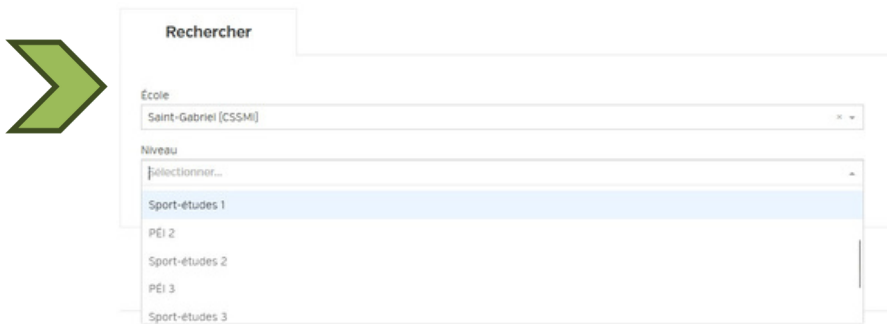 Rechercher
École
Saint-Gabriel (CSSMI)
Niveau
Sélectionner...
Sport-études 1
PÉI 2
Sport-études 2
PÉI 3
Sport-études 3